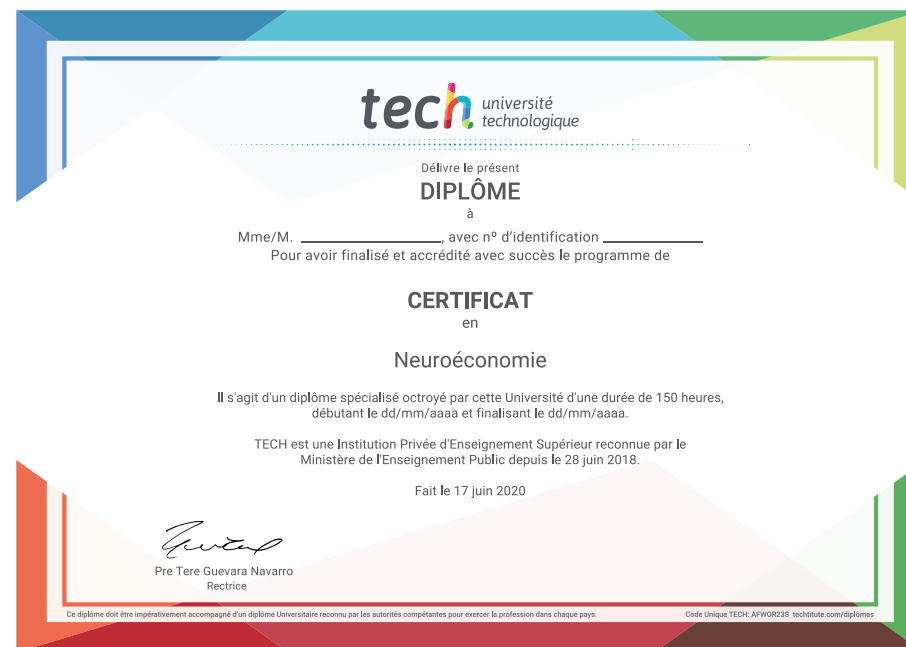 tech université
technologique
Délivre le présent
DIPLÔME
à
Mme/M. ____________________, avec nº d'identification ______________
Pour avoir finalisé et accrédité avec succès le programme de
CERTIFICAT
en
Neuroéconomie
Il s'agit d'un diplôme spécialisé octroyé par cette Université d'une durée de 150 heures,
débutant le dd/mm/aaaa et finalisant le dd/mm/aaaa.
TECH est une Institution Privée d'Enseignement Supérieur reconnue par le
Ministère de l'Enseignement Public depuis le 28 juin 2018.
Fait le 17 juin 2020
Pre Tere Guevara Navarro
Rectrice
Ce diplôme doit être impérativement accompagné d'un diplôme Universitaire reconnu par les autorités compétantes pour exercer la profession dans chaque pays.
Code Unique TECH: AFWOR23S techtitute.com/diplômes